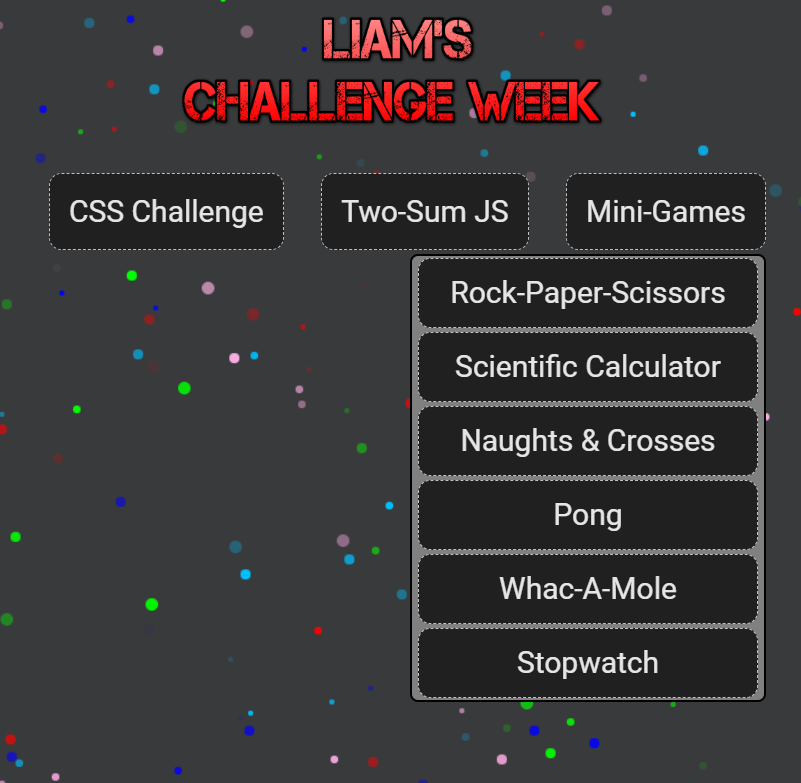 LIAM'S
CHALLENGE WEEK
CSS Challenge
Two-Sum JS
Mini-Games
Rock-Paper-Scissors
Scientific Calculator
Naughts & Crosses
Pong
Whac-A-Mole
Stopwatch